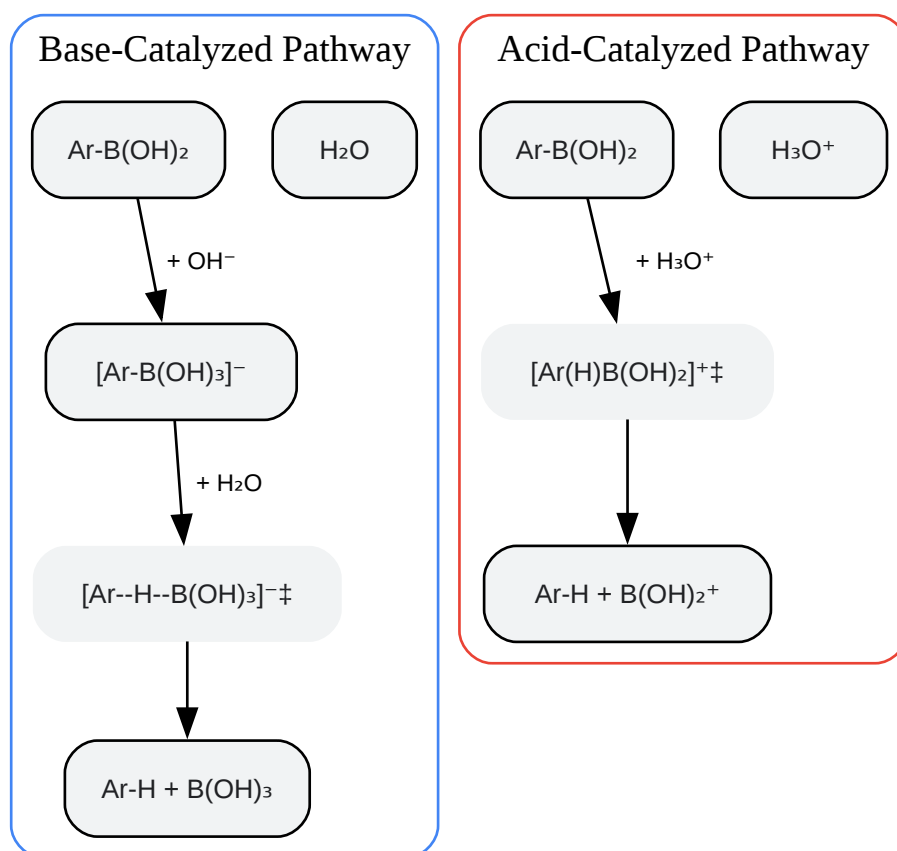 Base-Catalyzed Pathway
Ar-B(OH)₂
H₂O
+ OH⁻
[Ar-B(OH)₃]⁻
+ H₂O
[Ar--H--B(OH)₃]⁻‡
Ar-H + B(OH)₃
Acid-Catalyzed Pathway
Ar-B(OH)₂
H₃O⁺
+ H₃O⁺
[Ar(H)B(OH)₂]⁺‡
Ar-H + B(OH)₂⁺